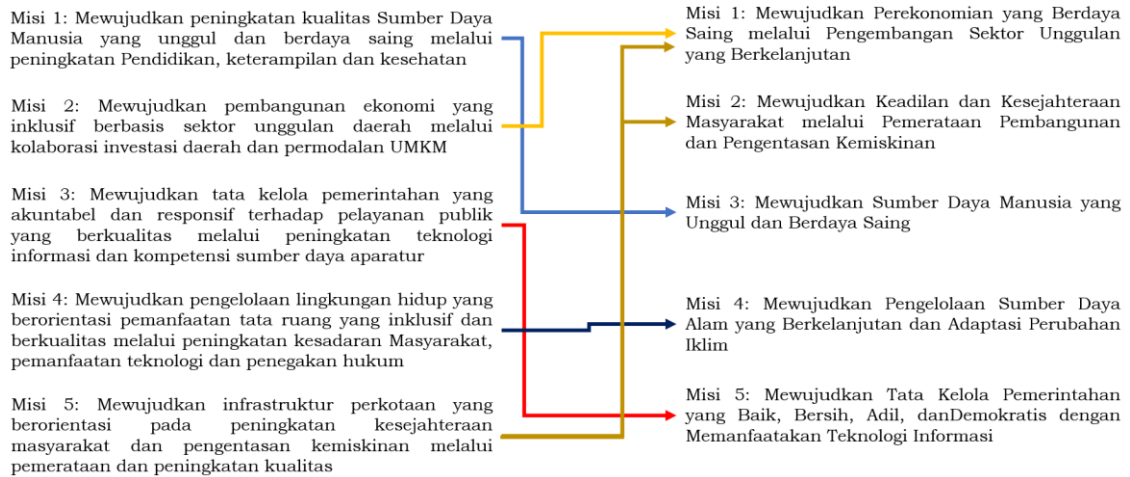 Misi 1: Mewujudkan peningkatan kualitas Sumber Daya
Manusia yang unggul dan berdaya saing melalui
peningkatan Pendidikan, keterampilan dan kesehatan
Misi 2: Mewujudkan pembangunan ekonomi yang
inklusif berbasis sektor unggulan daerah melalui
kolaborasi investasi daerah dan permodalan UMKM
Misi 3: Mewujudkan tata kelola pemerintahan yang
akuntabel dan responsif terhadap pelayanan publik
yang berkualitas melalui peningkatan teknologi
informasi dan kompetensi sumber daya aparatur
Misi 4: Mewujudkan pengelolaan lingkungan hidup yang
berorientasi pemanfaatan tata ruang yang inklusif dan
berkualitas melalui peningkatan kesadaran Masyarakat,
pemanfaatan teknologi dan penegakan hukum
Misi 5: Mewujudkan infrastruktur perkotaan yang
berorientasi pada peningkatan kesejahteraan
masyarakat dan pengentasan kemiskinan melalui
pemerataan dan peningkatan kualitas
Misi 1: Mewujudkan Perekonomian yang Berdaya
Saing melalui Pengembangan Sektor Unggulan
yang Berkelanjutan
Misi 2: Mewujudkan Keadilan dan Kesejahteraan
Masyarakat melalui Pemerataan Pembangunan
dan Pengentasan Kemiskinan
Misi 3: Mewujudkan Sumber Daya Manusia yang
Unggul dan Berdaya Saing
Misi 4: Mewujudkan Pengelolaan Sumber Daya
Alam yang Berkelanjutan dan Adaptasi Perubahan
Iklim
Misi 5: Mewujudkan Tata Kelola Pemerintahan
yang Baik, Bersih, Adil, danDemokratis dengan
Memanfaatakan Teknologi Informasi